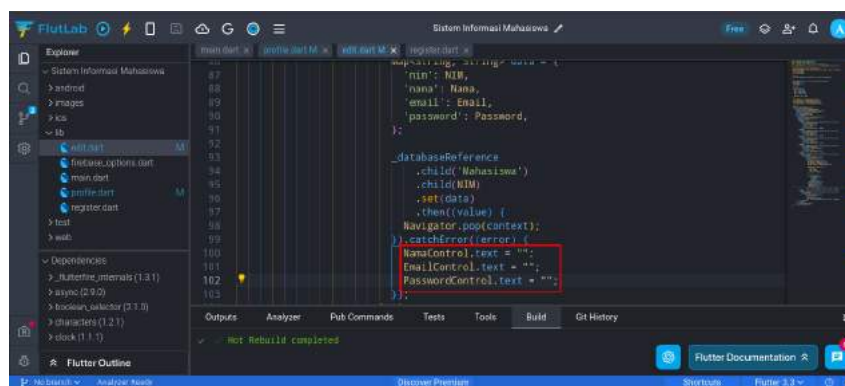 FlutLab
Sistem Informasi Mahasiswa
Free
Explorer
main.dart
profile.dart M
edit.dart M
register.dart
Sistem Informasi Mahasiswa
android
images
ios
lib
edit.dart M
firebase_options.dart
main.dart
profile.dart M
register.dart
test
web
Dependencies
_flutterfire_internals (1.3.1)
async (2.9.0)
boolean_selector (2.1.0)
characters (1.2.1)
clock (1.1.1)
Flutter Outline
Map<String, String> data = {
87 'nim': NIM,
88 'nama': Nama,
89 'email': Email,
90 'password': Password,
91 };
92
93 _databaseReference
94 .child('Mahasiswa')
95 .child(NIM)
96 .set(data)
97 .then((value) {
98 Navigator.pop(context);
99 }).catchError((error) {
100 NamaControl.text = "";
101 EmailControl.text = "";
102 PasswordControl.text = "";
103 });
Outputs Analyzer Pub Commands Tests Tools Build Git History
Hot Rebuild completed
Flutter Documentation
No branch Analyzer Ready
Discover Premium
Shortcuts
Flutter 3.3